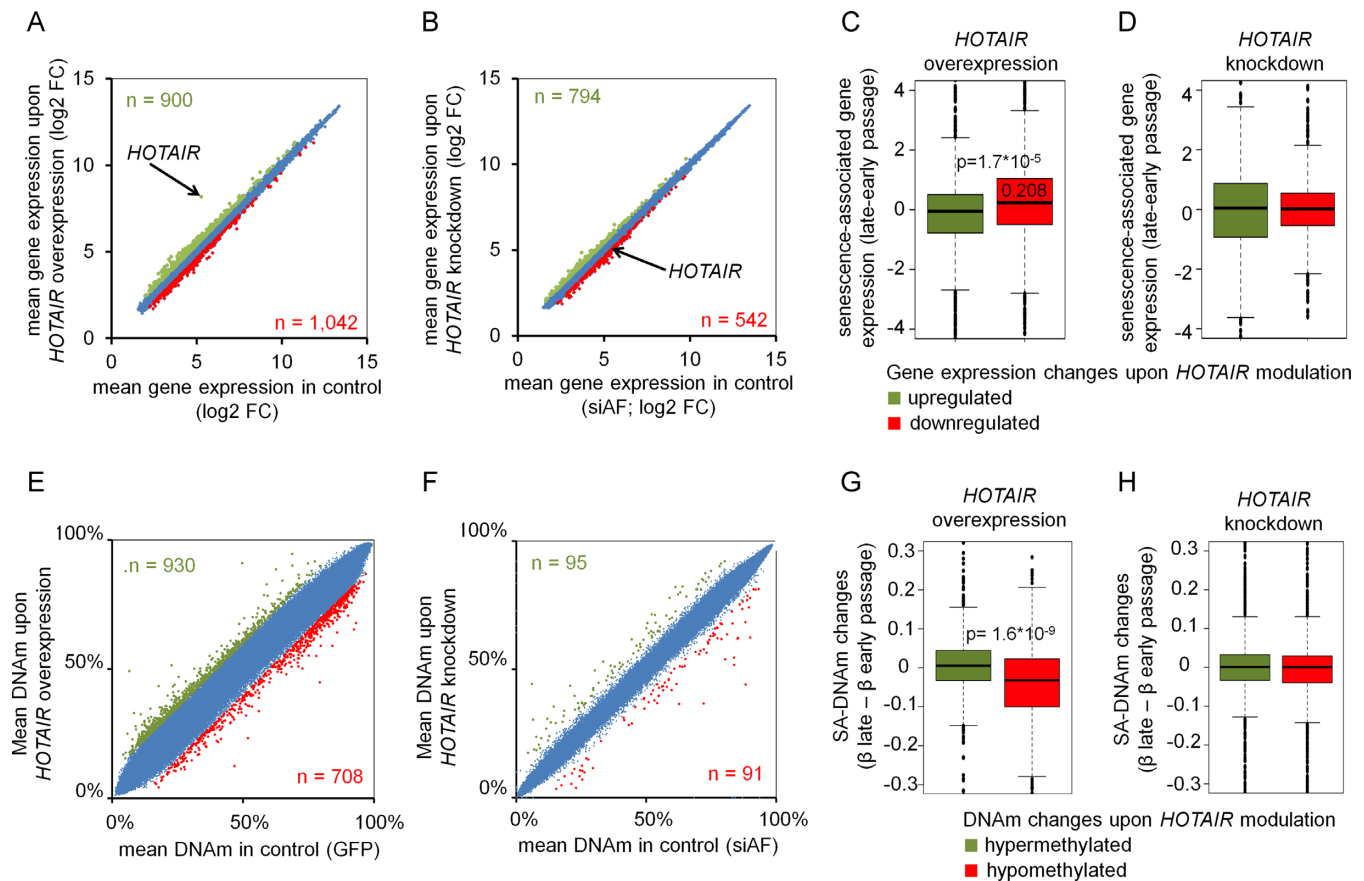 A
mean gene expression upon
HOTAIR overexpression (log2 FC)
15
10
5
0
n = 900
HOTAIR
n = 1,042
0 5 10 15
mean gene expression in control
(log2 FC)
B
mean gene expression upon
HOTAIR knockdown (log2 FC)
15
10
5
0
n = 794
HOTAIR
n = 542
0 5 10 15
mean gene expression in control
(siAF; log2 FC)
C
HOTAIR
overexpression
senescence-associated gene
expression (late-early passage)
4
2
0
-2
-4
p=1.7*10-5
0.208
D
HOTAIR
knockdown
senescence-associated gene
expression (late-early passage)
4
2
0
-2
-4
Gene expression changes upon HOTAIR modulation
upregulated
downregulated
E
Mean DNAm upon
HOTAIR overexpression
100%
50%
0%
.n = 930
n = 708
0% 50% 100%
mean DNAm in control (GFP)
F
Mean DNAm upon
HOTAIR knockdown
100%
50%
0%
n = 95
n = 91
0% 50% 100%
mean DNAm in control (siAF)
G
HOTAIR
overexpression
SA-DNAm changes
(β late – β early passage)
0.3
0.2
0.1
0
-0.1
-0.2
-0.3
p= 1.6*10-9
H
HOTAIR
knockdown
SA-DNAm changes
(β late – β early passage)
0.3
0.2
0.1
0
-0.1
-0.2
-0.3
DNAm changes upon HOTAIR modulation
hypermethylated
hypomethylated